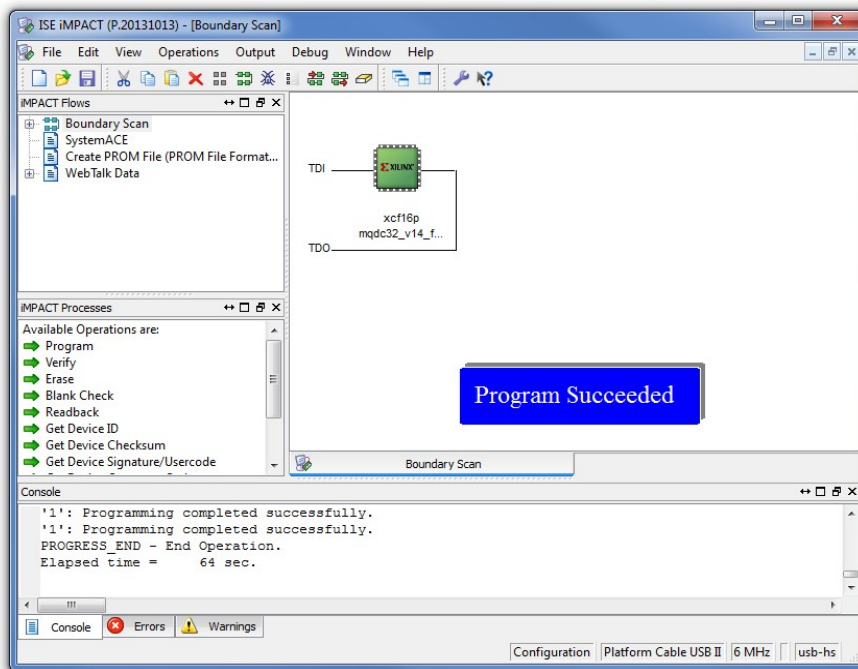 ISE iMPACT (P.20131013) - [Boundary Scan]
File Edit View Operations Output Debug Window Help
iMPACT Flows
Boundary Scan
SystemACE
Create PROM File (PROM File Format...
WebTalk Data
iMPACT Processes
Available Operations are:
Program
Verify
Erase
Blank Check
Readback
Get Device ID
Get Device Checksum
Get Device Signature/Usercode
TDI
XILINX
xcf16p
mqdc32_v14_f...
TDO
Program Succeeded
Boundary Scan
Console
'1': Programming completed successfully.
'1': Programming completed successfully.
PROGRESS_END - End Operation.
Elapsed time = 64 sec.
Console Errors Warnings
Configuration Platform Cable USB II 6 MHz usb-hs